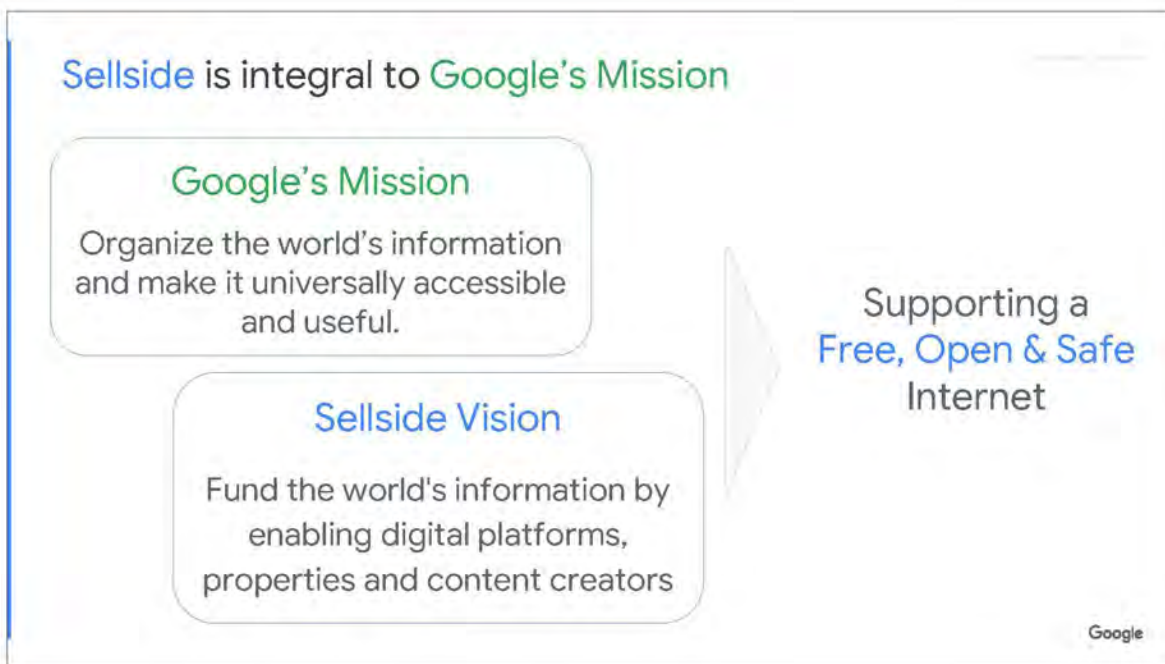 Sellside is integral to Google's Mission
Google's Mission
Organize the world's information
and make it universally accessible
and useful.
Sellside Vision
Fund the world's information by
enabling digital platforms,
properties and content creators
Supporting a
Free, Open & Safe
Internet
Google